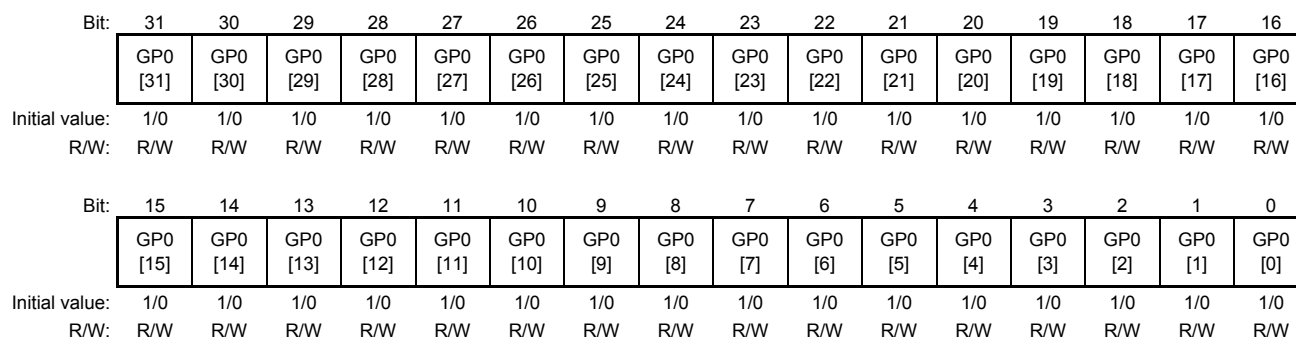 Bit: 31 30 29 28 27 26 25 24 23 22 21 20 19 18 17 16
GP0 GP0 GP0 GP0 GP0 GP0 GP0 GP0 GP0 GP0 GP0 GP0 GP0 GP0 GP0 GP0
[31] [30] [29] [28] [27] [26] [25] [24] [23] [22] [21] [20] [19] [18] [17] [16]
Initial value: 1/0 1/0 1/0 1/0 1/0 1/0 1/0 1/0 1/0 1/0 1/0 1/0 1/0 1/0 1/0 1/0
R/W: R/W R/W R/W R/W R/W R/W R/W R/W R/W R/W R/W R/W R/W R/W R/W R/W
Bit: 15 14 13 12 11 10 9 8 7 6 5 4 3 2 1 0
GP0 GP0 GP0 GP0 GP0 GP0 GP0 GP0 GP0 GP0 GP0 GP0 GP0 GP0 GP0 GP0
[15] [14] [13] [12] [11] [10] [9] [8] [7] [6] [5] [4] [3] [2] [1] [0]
Initial value: 1/0 1/0 1/0 1/0 1/0 1/0 1/0 1/0 1/0 1/0 1/0 1/0 1/0 1/0 1/0 1/0
R/W: R/W R/W R/W R/W R/W R/W R/W R/W R/W R/W R/W R/W R/W R/W R/W R/W